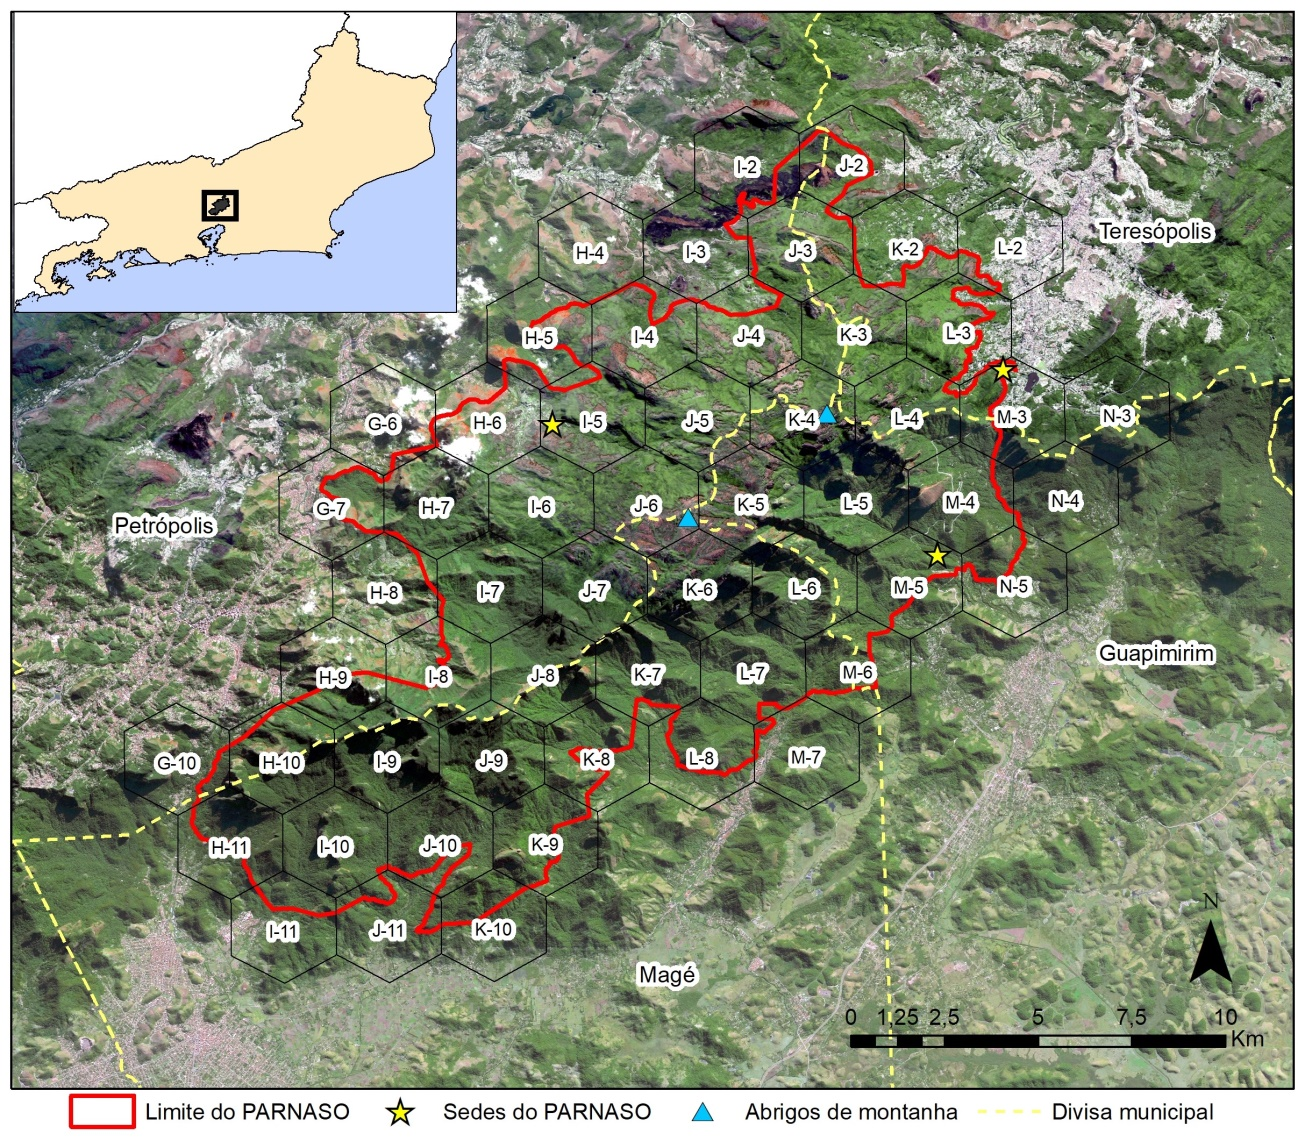 I-2 J-2
Teresópolis
H-4 I-3 J-3 K-2 L-2
H-5 I-4 J-4 K-3 L-3
G-6 H-6 I-5 J-5 K-4 L-4 M-3 N-3
Petrópolis
G-7 H-7 I-6 J-6 K-5 L-5 M-4 N-4
H-8 I-7 J-7 K-6 L-6 M-5 N-5
Guapimirim
H-9 I-8 J-8 K-7 L-7 M-6
G-10 H-10 I-9 J-9 K-8 L-8 M-7
H-11 I-10 J-10 K-9
I-11 J-11 K-10
N
Magé
0 1,25 2,5 5 7,5 10
Km
Limite do PARNASO Sedes do PARNASO Abrigos de montanha Divisa municipal